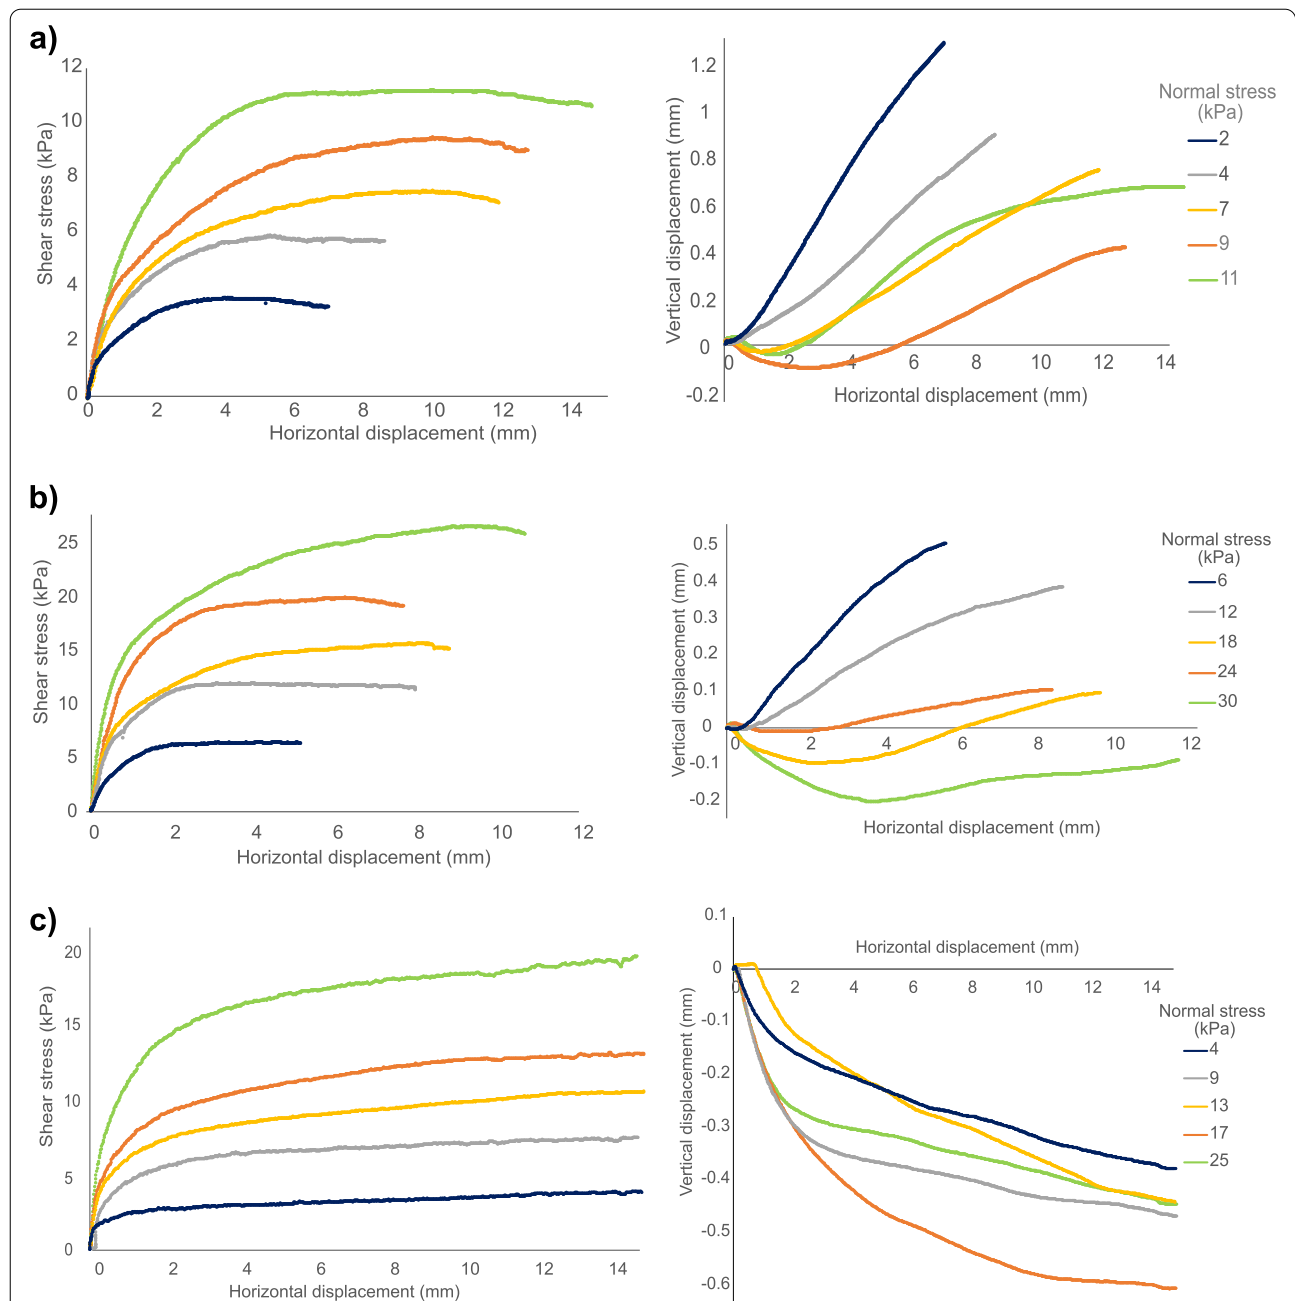 a)
12
10
8
6
4
2
0
Shear stress (kPa)
0 2 4 6 8 10 12 14
Horizontal displacement (mm)
1.2
1
0.8
0.6
0.4
0.2
0
-0.2
Vertical displacement (mm)
0 2 4 6 8 10 12 14
Horizontal displacement (mm)
Normal stress
(kPa)
2
4
7
9
11
b)
25
20
15
10
5
0
Shear stress (kPa)
0 2 4 6 8 10 12
Horizontal displacement (mm)
0.5
0.4
0.3
0.2
0.1
0
-0.1
-0.2
Vertical displacement (mm)
0 2 4 6 8 10 12
Horizontal displacement (mm)
Normal stress
(kPa)
6
12
18
24
30
c)
20
15
10
5
0
Shear stress (kPa)
0 2 4 6 8 10 12 14
Horizontal displacement (mm)
0.1
0
-0.1
-0.2
-0.3
-0.4
-0.5
-0.6
Vertical displacement (mm)
Horizontal displacement (mm)
0 2 4 6 8 10 12 14
Normal stress
(kPa)
4
9
13
17
25